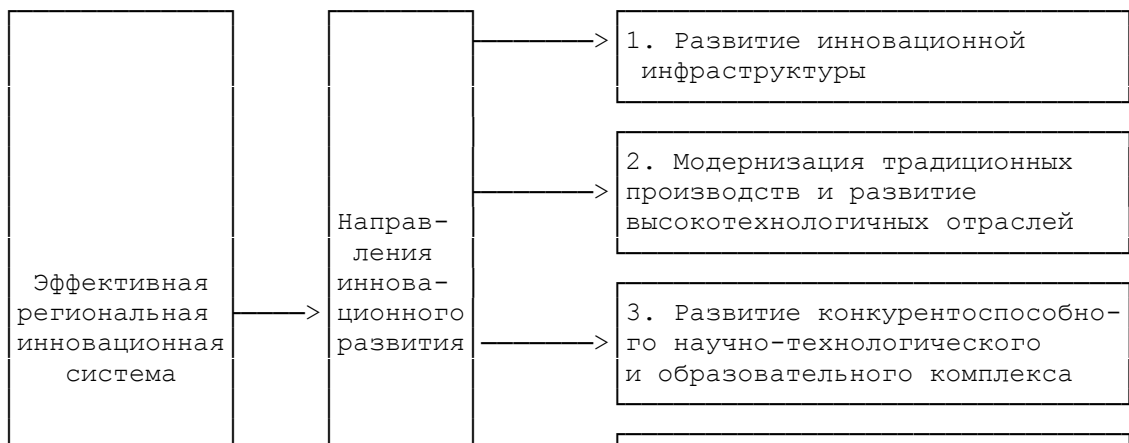 1. Развитие инновационной
инфраструктуры
2. Модернизация традиционных
производств и развитие
высокотехнологичных отраслей
Направ-
ления
иннова-
ционного
развития
Эффективная
региональная
инновационная
система
3. Развитие конкурентоспособно-
го научно-технологического
и образовательного комплекса